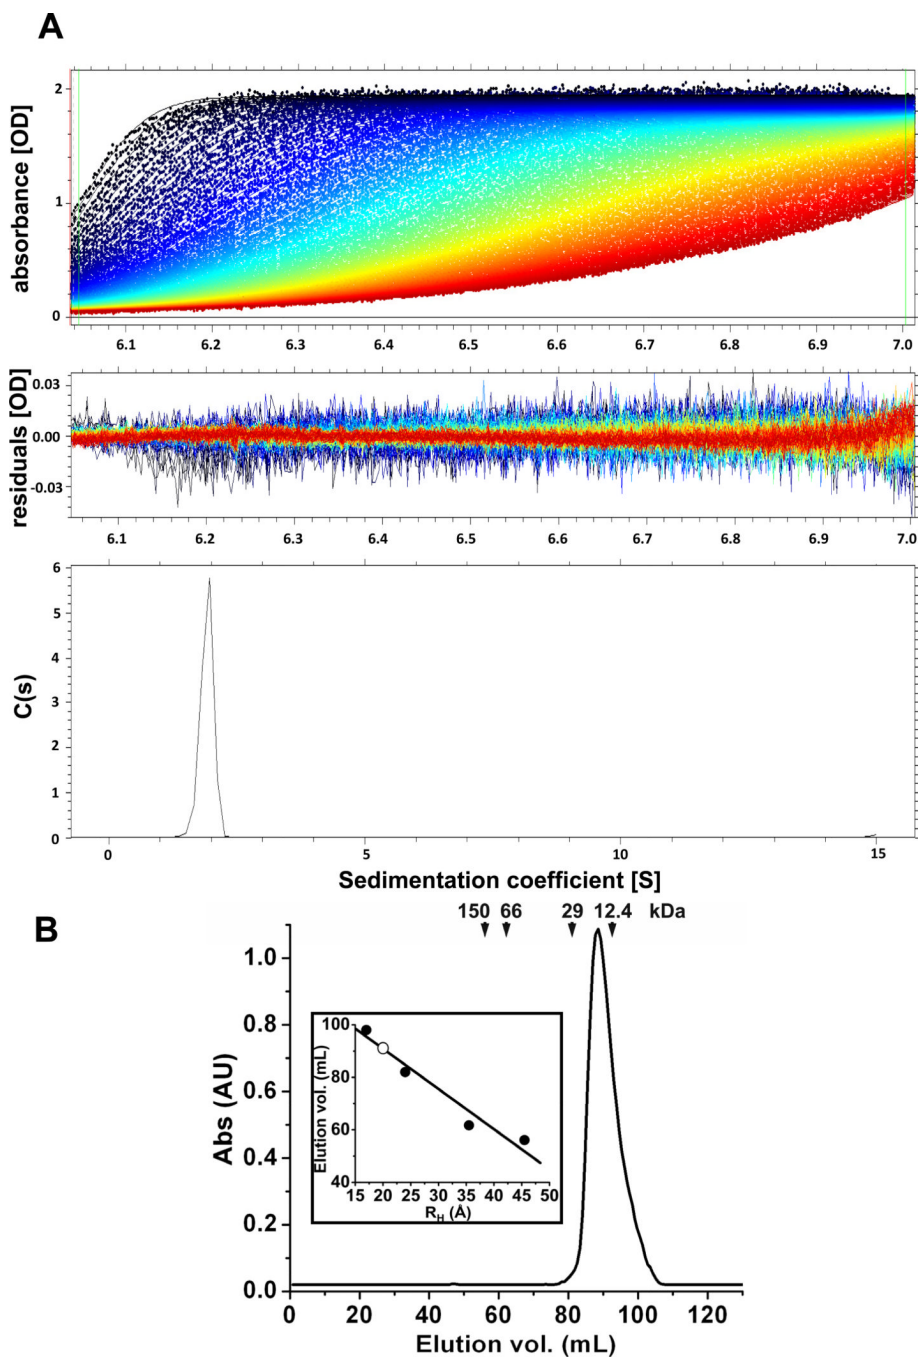 A
absorbance [OD]
2
1
0
6.1 6.2 6.3 6.4 6.5 6.6 6.7 6.8 6.9 7.0
residuals [OD]
0.03
0.00
-0.03
6.1 6.2 6.3 6.4 6.5 6.6 6.7 6.8 6.9 7.0
C(s)
6
5
4
3
2
1
0
0 5 10 15
Sedimentation coefficient [S]
B
150 66 29 12.4 kDa
Abs (AU)
1.0
0.8
0.6
0.4
0.2
0.0
Elution vol. (mL)
100
80
60
40
15 20 25 30 35 40 45 50
R_H (Å)
0 20 40 60 80 100 120
Elution vol. (mL)